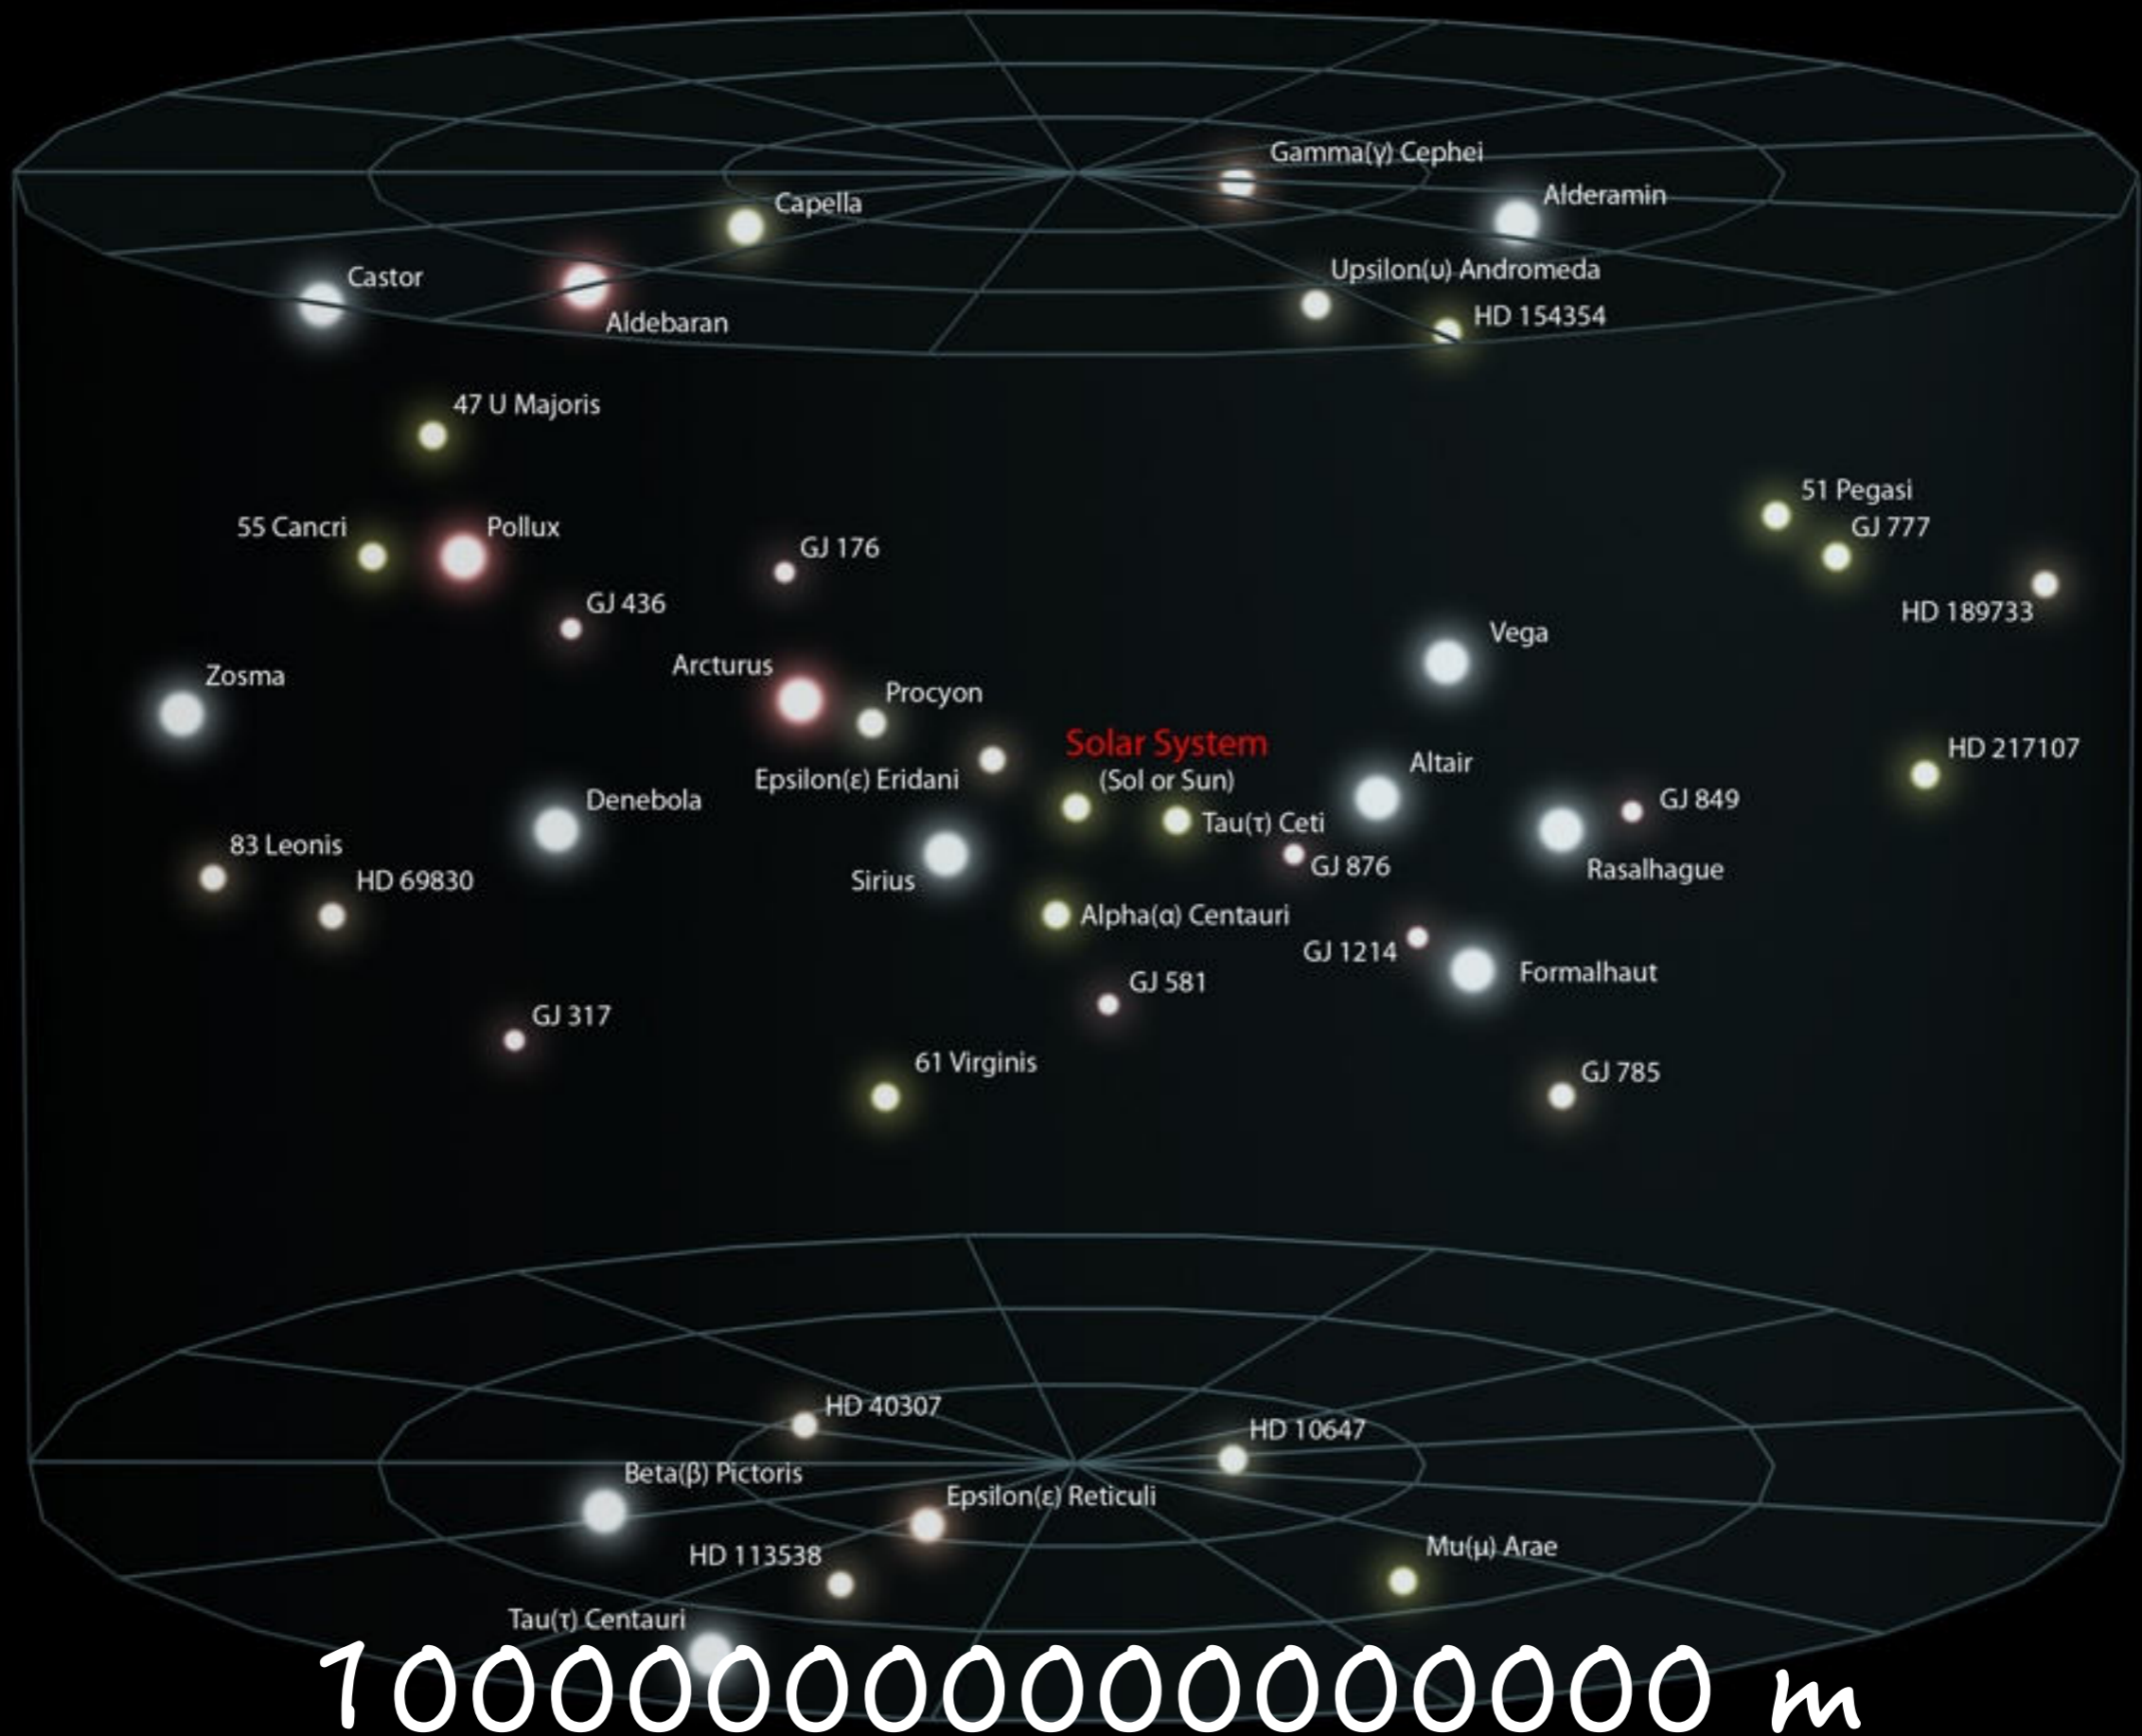 Gamma(γ) Cephei
Alderamin
Capella
Upsilon(υ) Andromeda
Castor
HD 154354
Aldebaran
47 U Majoris
51 Pegasi
55 Cancri
Pollux
GJ 777
GJ 176
GJ 436
HD 189733
Vega
Arcturus
Zosma
Procyon
Solar System
(Sol or Sun)
HD 217107
Altair
Epsilon(ε) Eridani
Denebola
GJ 849
Tau(τ) Ceti
83 Leonis
GJ 876
Rasalhague
HD 69830
Sirius
Alpha(α) Centauri
GJ 1214
Formalhaut
GJ 581
GJ 317
61 Virginis
GJ 785
HD 40307
HD 10647
Beta(β) Pictoris
Epsilon(ε) Reticuli
Mu(μ) Arae
HD 113538
Tau(τ) Centauri
100000000000000000 m